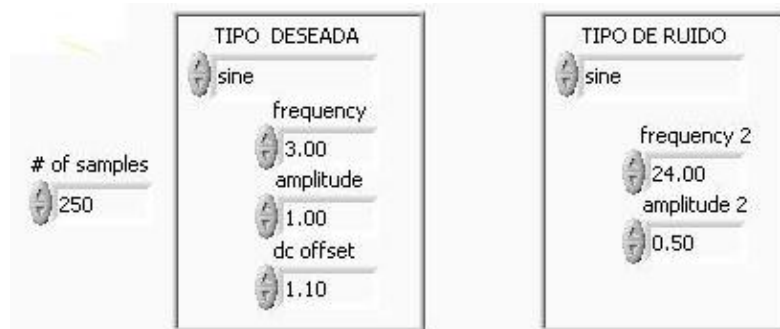 # of samples
250
TIPO DESEADA
sine
frequency
3.00
amplitude
1.00
dc offset
1.10
TIPO DE RUIDO
sine
frequency 2
24.00
amplitude 2
0.50